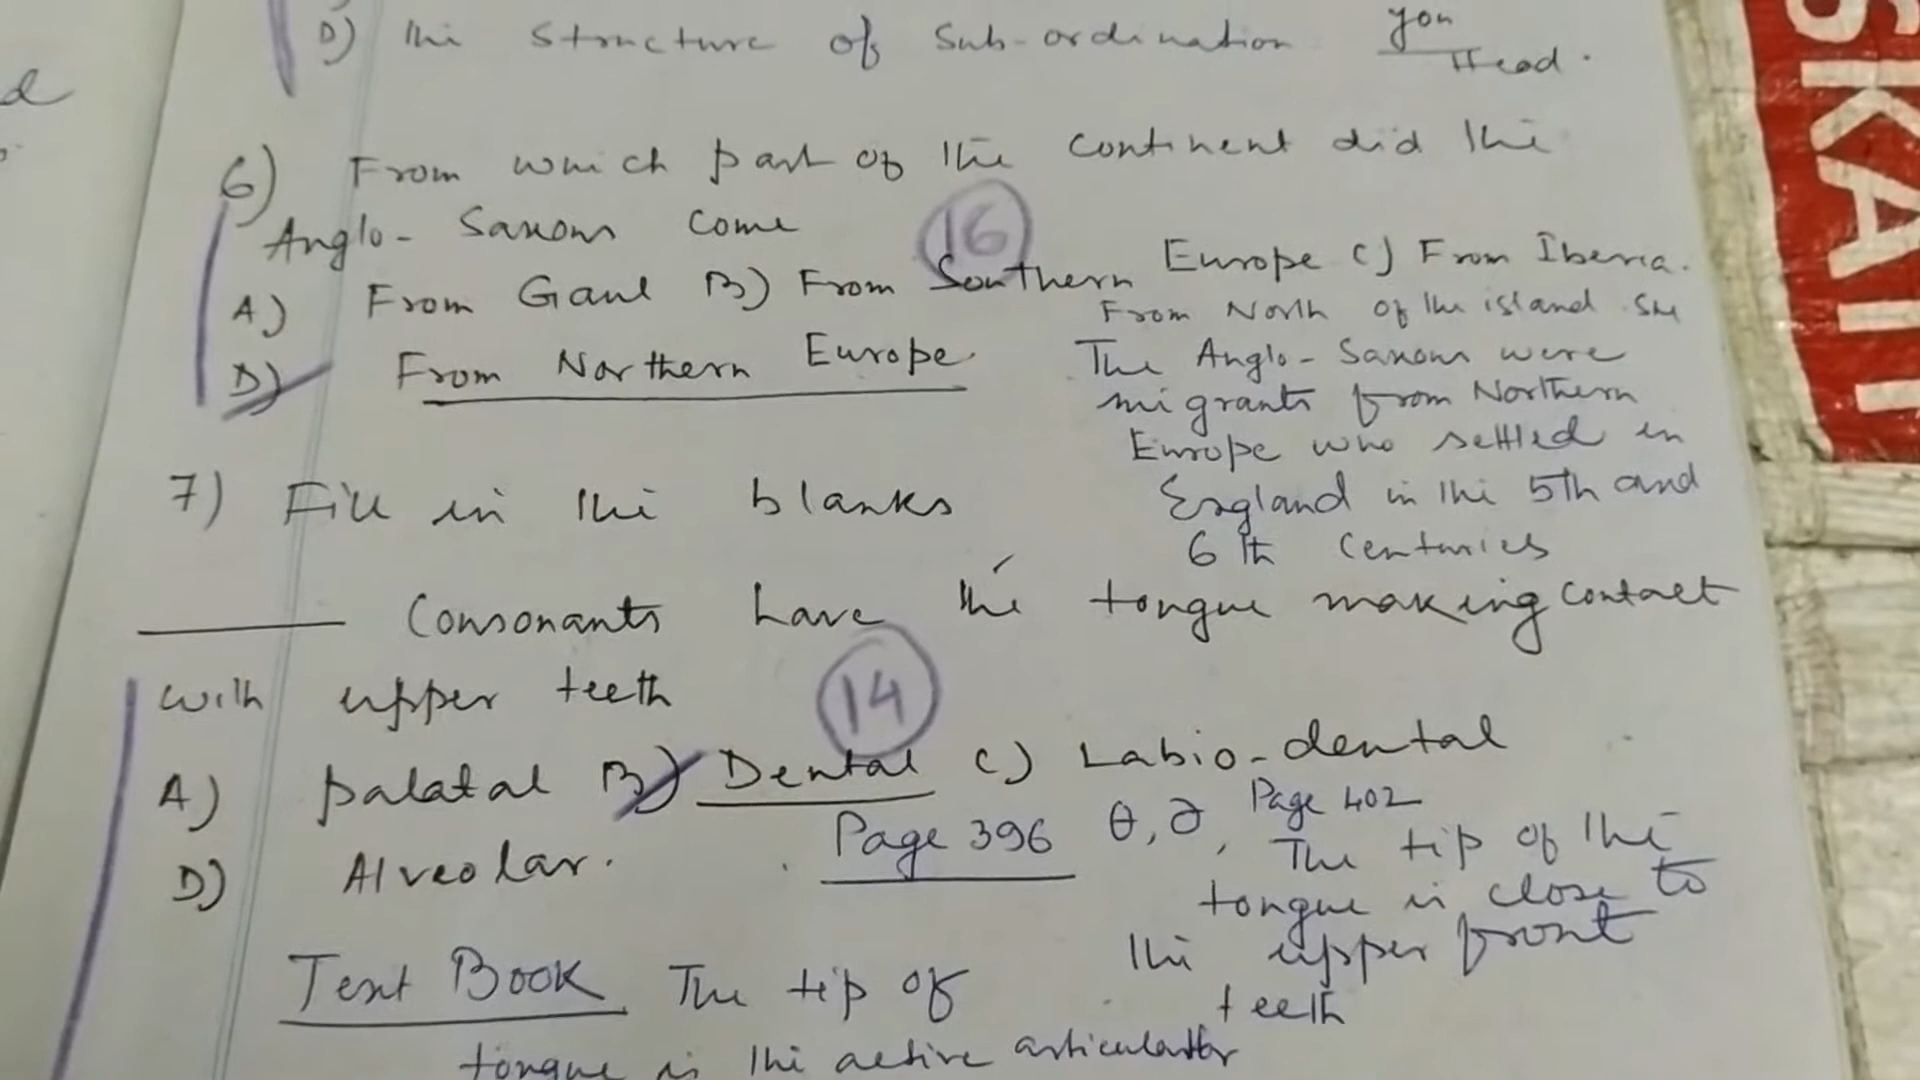 D) The structure of Sub-ordination
you
Head.
6) From which part of the continent did the
Anglo-Saxons come
16
A) From Gaul B) From Southern Europe C) From Iberia.
D) From Northern Europe.
From North of the island
The Anglo-Saxons were
migrants from Northern
Europe who settled in
England in the 5th and
6th Centuries
7) Fill in the blanks
______ Consonants have the tongue making contact
with upper teeth
14
A) palatal B) Dental C) Labio-dental
D) Alveolar.
Page 396
θ, ð, Page 402
The tip of the
tongue is close to
the upper front
teeth
Text Book The tip of
tongue is the active articulator
SKATI